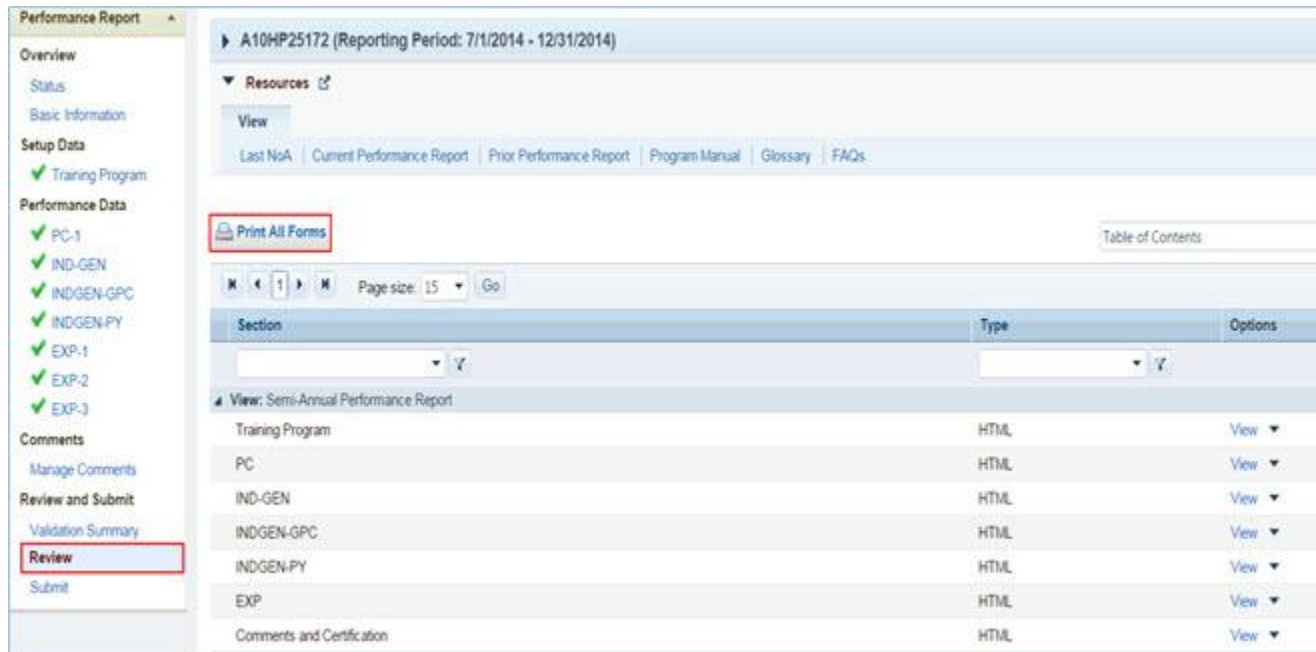 Performance Report
Overview
Status
Basic Information
Setup Data
Training Program
Performance Data
PC-1
IND-GEN
INDGEN-GPC
INDGEN-PY
EXP-1
EXP-2
EXP-3
Comments
Manage Comments
Review and Submit
Validation Summary
Review
Submit
A10HP25172 (Reporting Period: 7/1/2014 - 12/31/2014)
Resources
View
Last NoA Current Performance Report Prior Performance Report Program Manual Glossary FAQs
Print All Forms Table of Contents
1 Page size: 15 Go
Section Type Options
View: Semi-Annual Performance Report
Training Program HTML View
PC HTML View
IND-GEN HTML View
INDGEN-GPC HTML View
INDGEN-PY HTML View
EXP HTML View
Comments and Certification HTML View